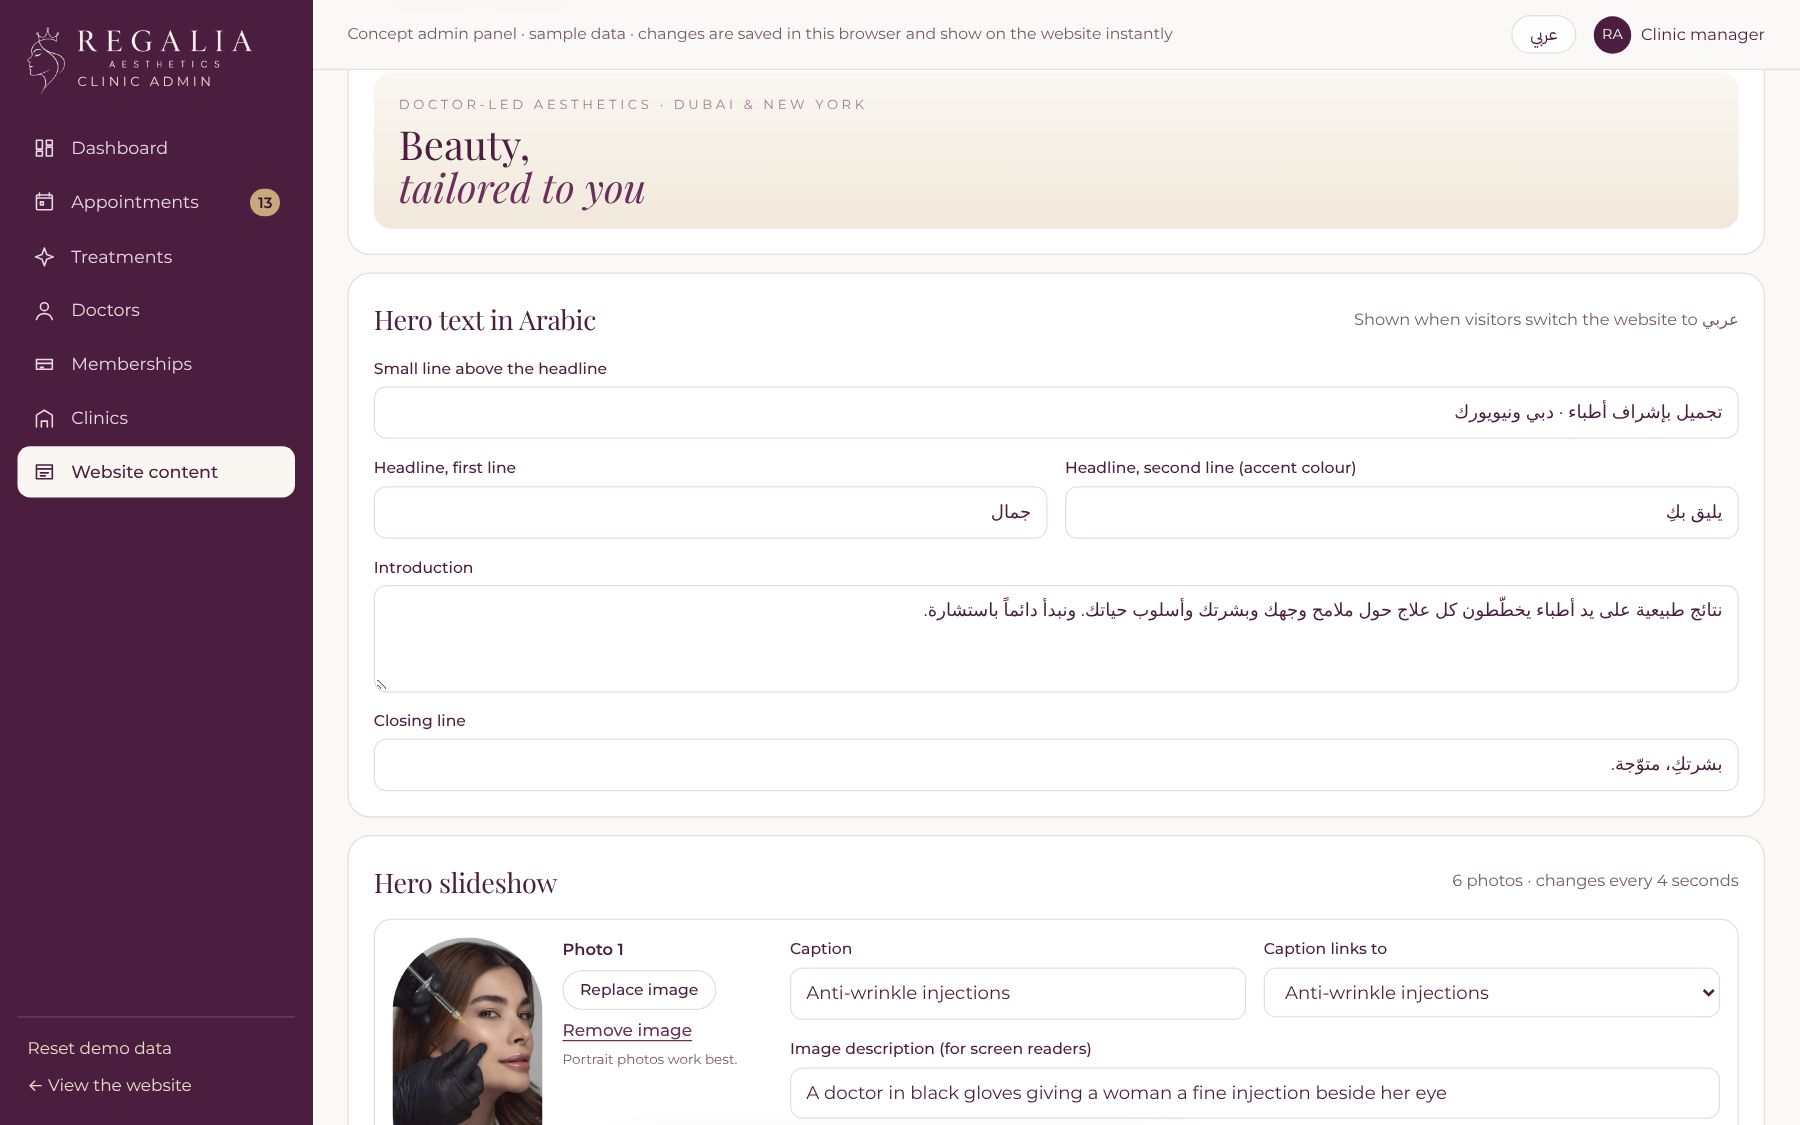 REGALIA
AESTHETICS
CLINIC ADMIN
Dashboard
Appointments 13
Treatments
Doctors
Memberships
Clinics
Website content
Reset demo data
← View the website
Concept admin panel · sample data · changes are saved in this browser and show on the website instantly
عربي
RA Clinic manager
DOCTOR-LED AESTHETICS · DUBAI & NEW YORK
Beauty,
tailored to you
Hero text in Arabic
Shown when visitors switch the website to عربي
Small line above the headline
تجميل بإشراف أطباء · دبي ونيويورك
Headline, first line
جمال
Headline, second line (accent colour)
يليق بكِ
Introduction
نتائج طبيعية على يد أطباء يخطّطون كل علاج حول ملامح وجهك وبشرتك وأسلوب حياتك. ونبدأ دائماً باستشارة.
Closing line
بشرتكِ، متوّجة.
Hero slideshow
6 photos · changes every 4 seconds
Photo 1
Replace image
Remove image
Portrait photos work best.
Caption
Anti-wrinkle injections
Caption links to
Anti-wrinkle injections
Image description (for screen readers)
A doctor in black gloves giving a woman a fine injection beside her eye